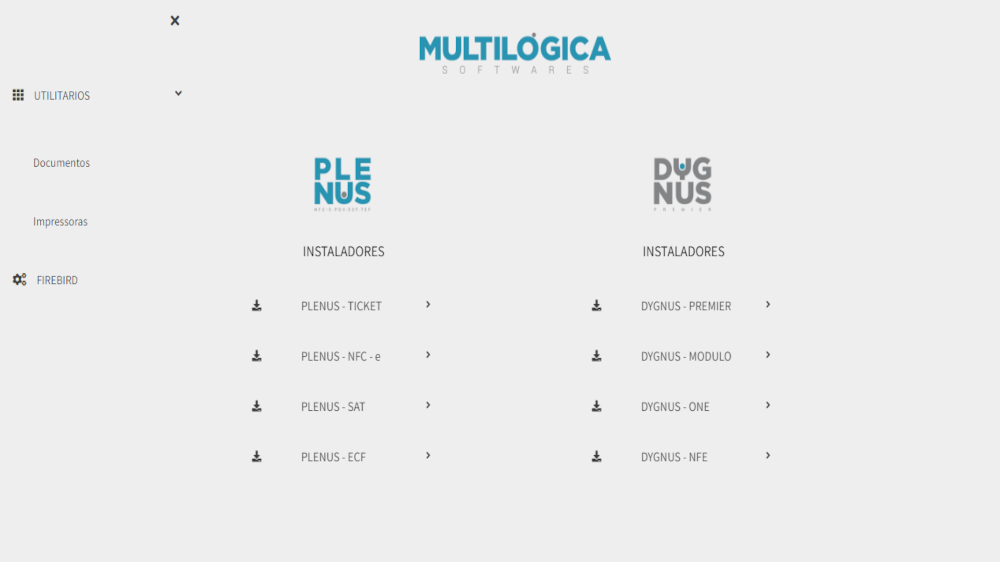 MULTILÓGICA
SOFTWARES
UTILITARIOS
Documentos
Impressoras
FIREBIRD
PLE
NUS
INSTALADORES
PLENUS - TICKET
PLENUS - NFC - e
PLENUS - SAT
PLENUS - ECF
DYG
NUS
PREMIER
INSTALADORES
DYGNUS - PREMIER
DYGNUS - MODULO
DYGNUS - ONE
DYGNUS - NFE